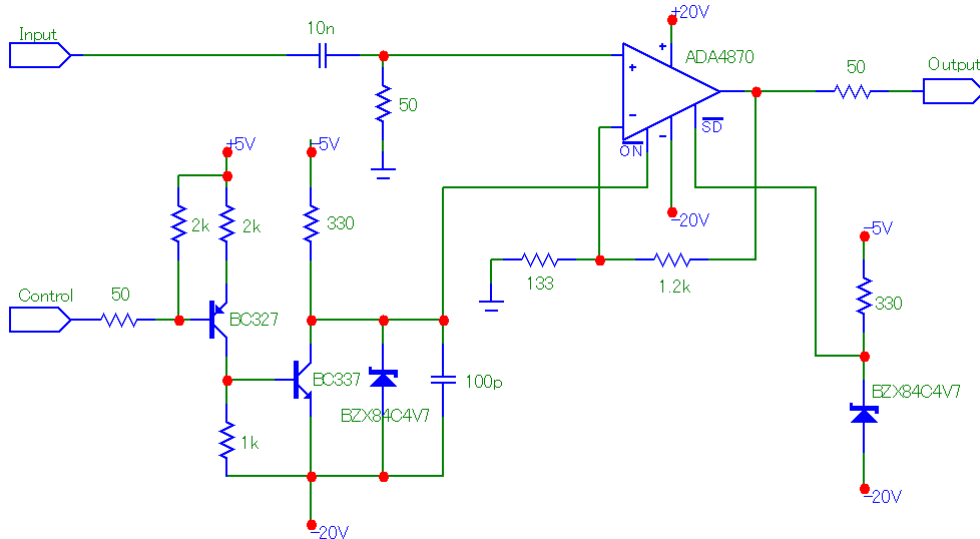 Input
10n
+20V
ADA4870
50
Output
50
+
+
-
-
ON
SD
-20V
+5V
-5V
2k
2k
330
133
1.2k
-5V
330
Control
50
BC327
BC337
100p
BZX84C4V7
BZX84C4V7
1k
-20V
-20V